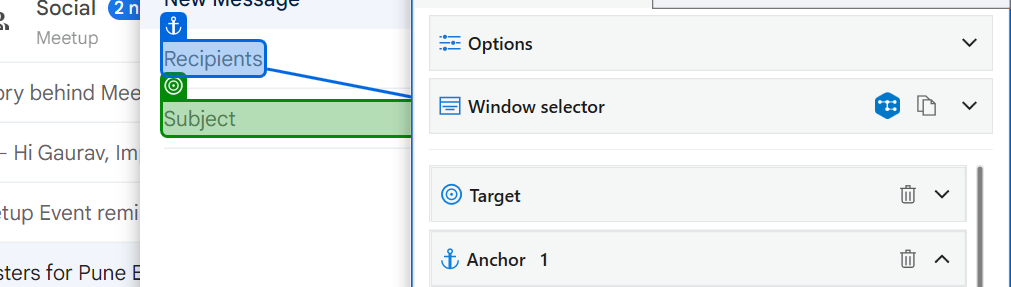 Social
2 n
Meetup
ory behind Mee
– Hi Gaurav, Im
etup Event remi
sters for Pune E
New Message
Recipients
Subject
Options
Window selector
Target
Anchor 1